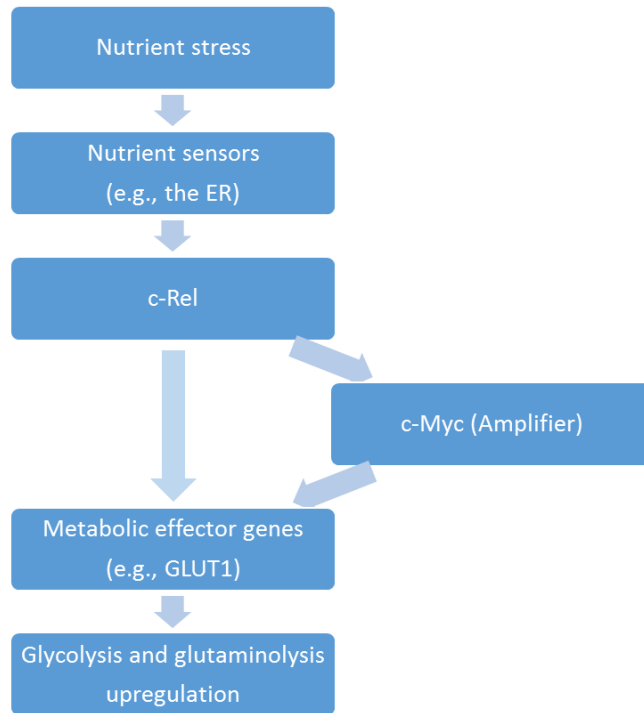 Nutrient stress
Nutrient sensors
(e.g., the ER)
c-Rel
c-Myc (Amplifier)
Metabolic effector genes
(e.g., GLUT1)
Glycolysis and glutaminolysis
upregulation